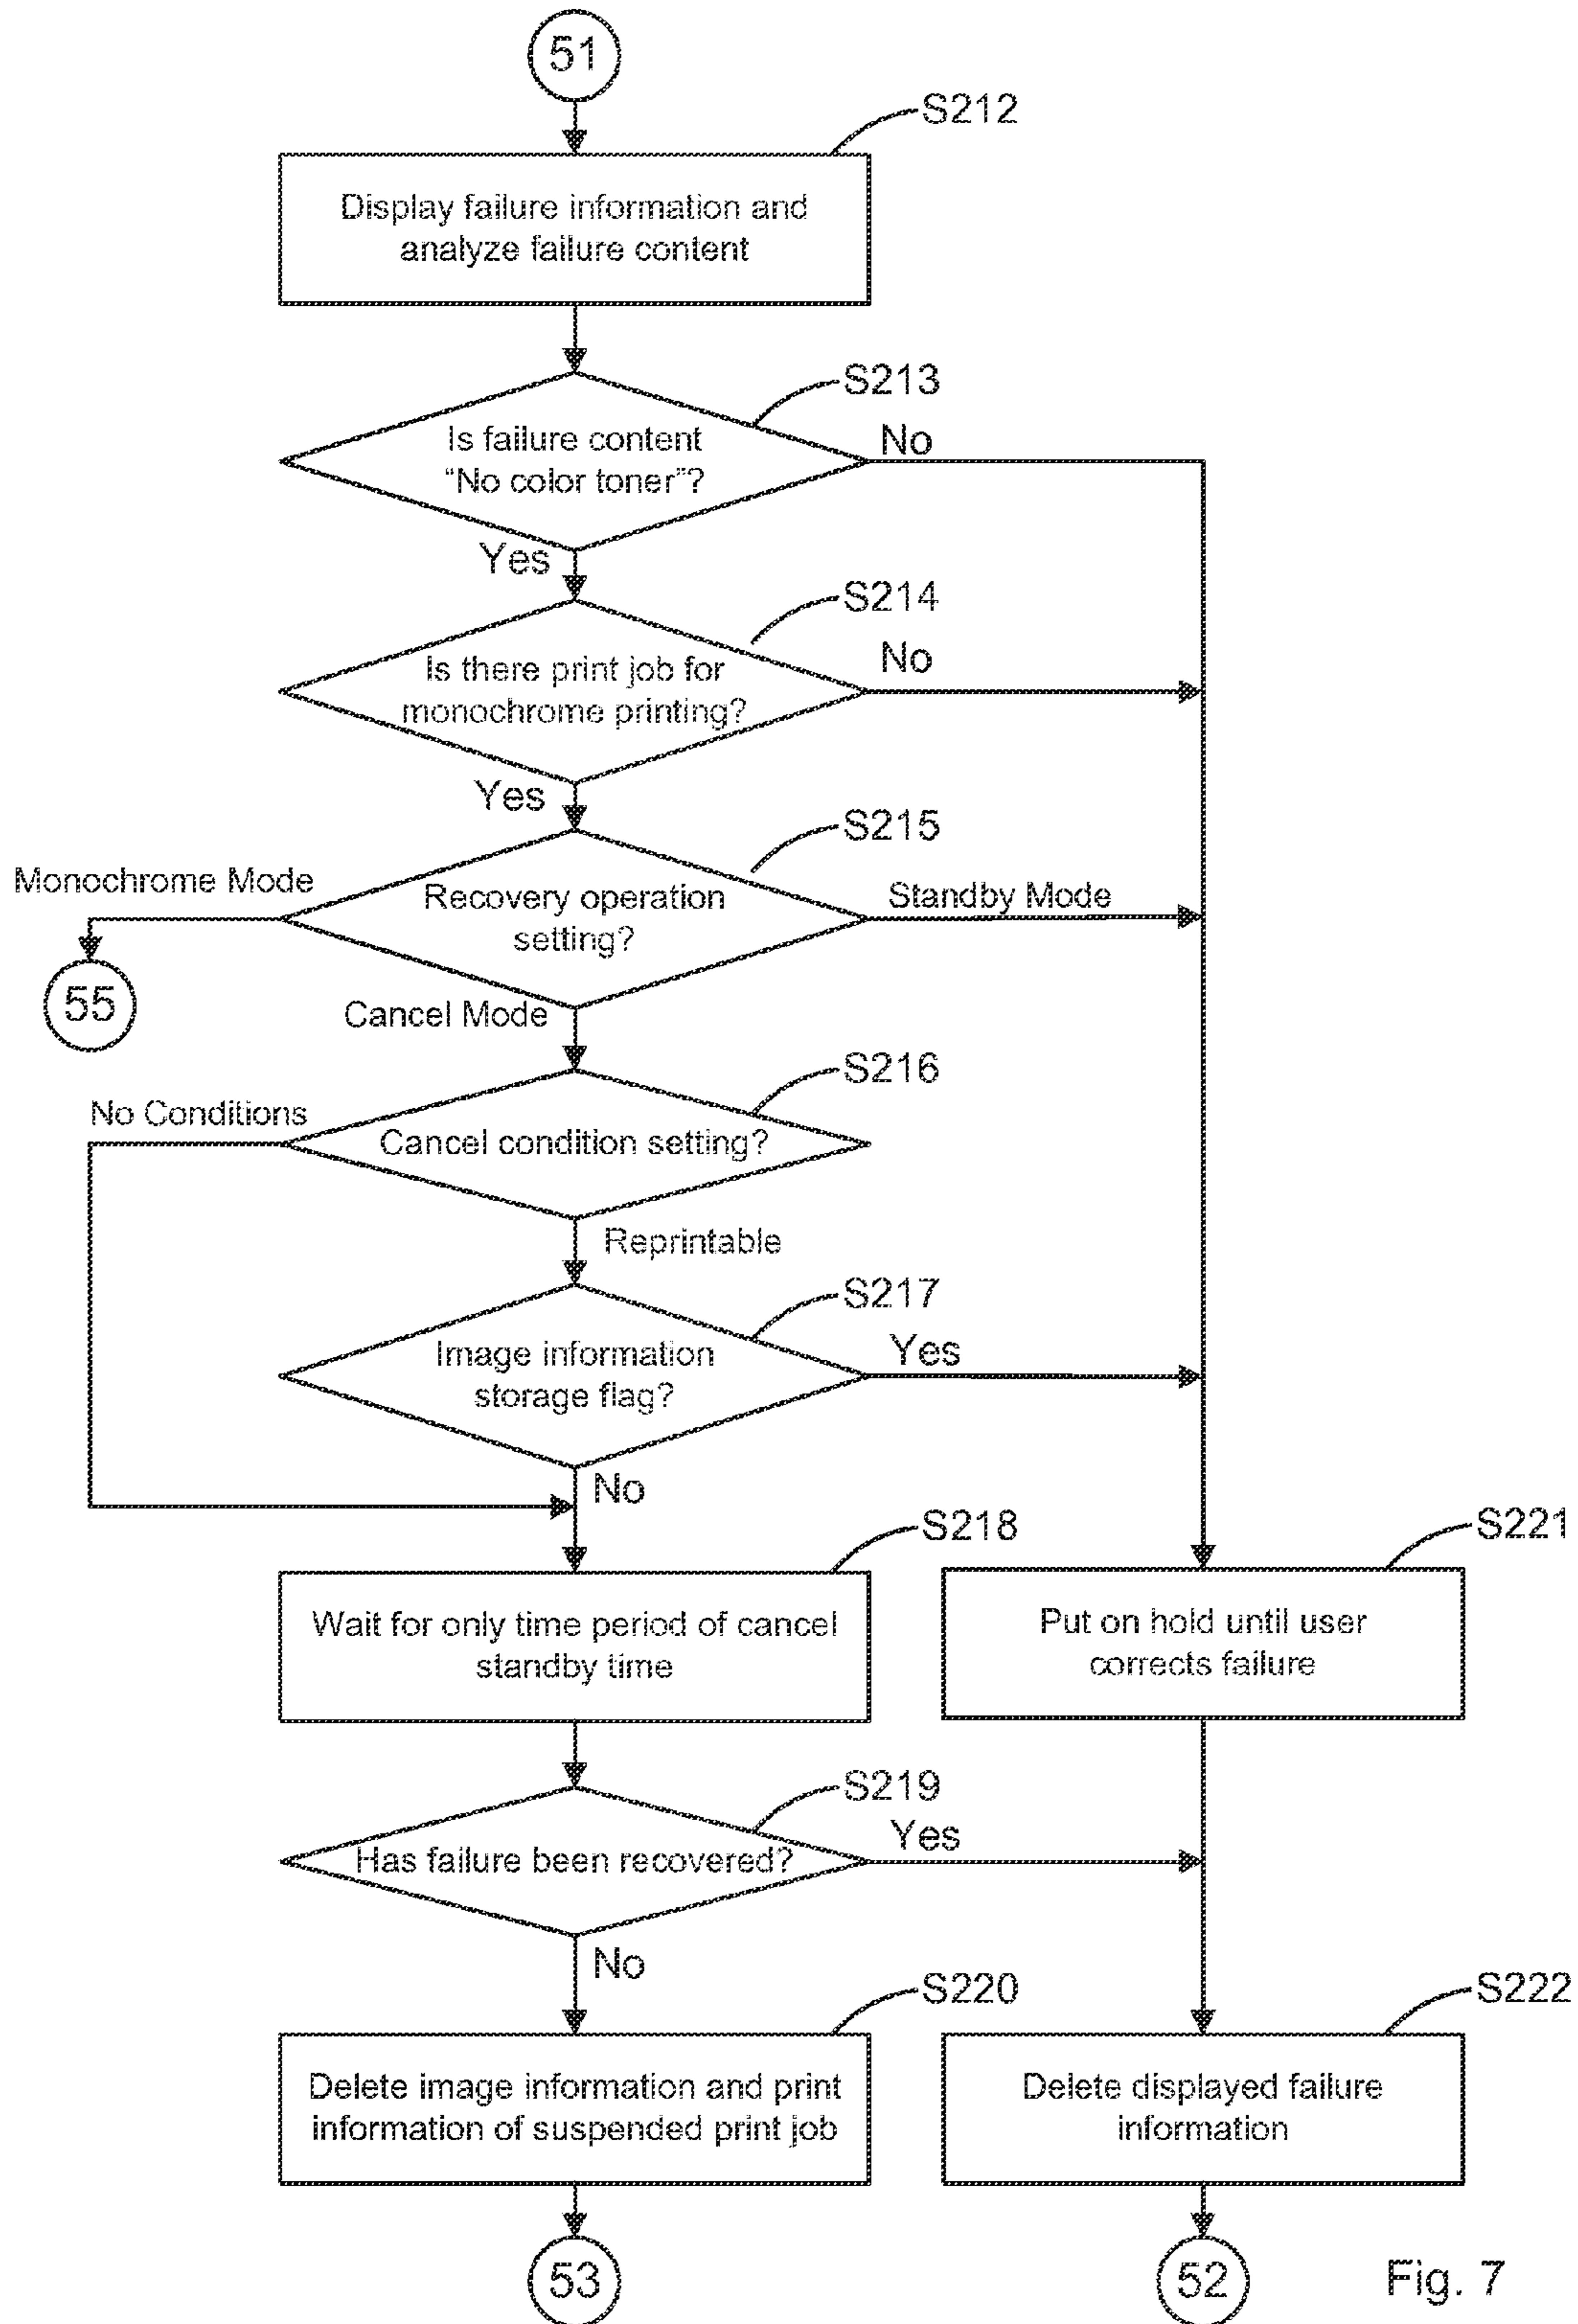 51
S212
Display failure information and
analyze failure content
S213
Is failure content
“No color toner”?
No
Yes
S214
Is there print job for
monochrome printing?
No
Yes
S215
Monochrome Mode
Recovery operation
setting?
Standby Mode
55
Cancel Mode
S216
No Conditions
Cancel condition setting?
Reprintable
S217
Image information
storage flag?
Yes
No
S218
S221
Wait for only time period of cancel
standby time
Put on hold until user
corrects failure
S219
Has failure been recovered?
Yes
No
S220
S222
Delete image information and print
information of suspended print job
Delete displayed failure
information
53
52
Fig. 7